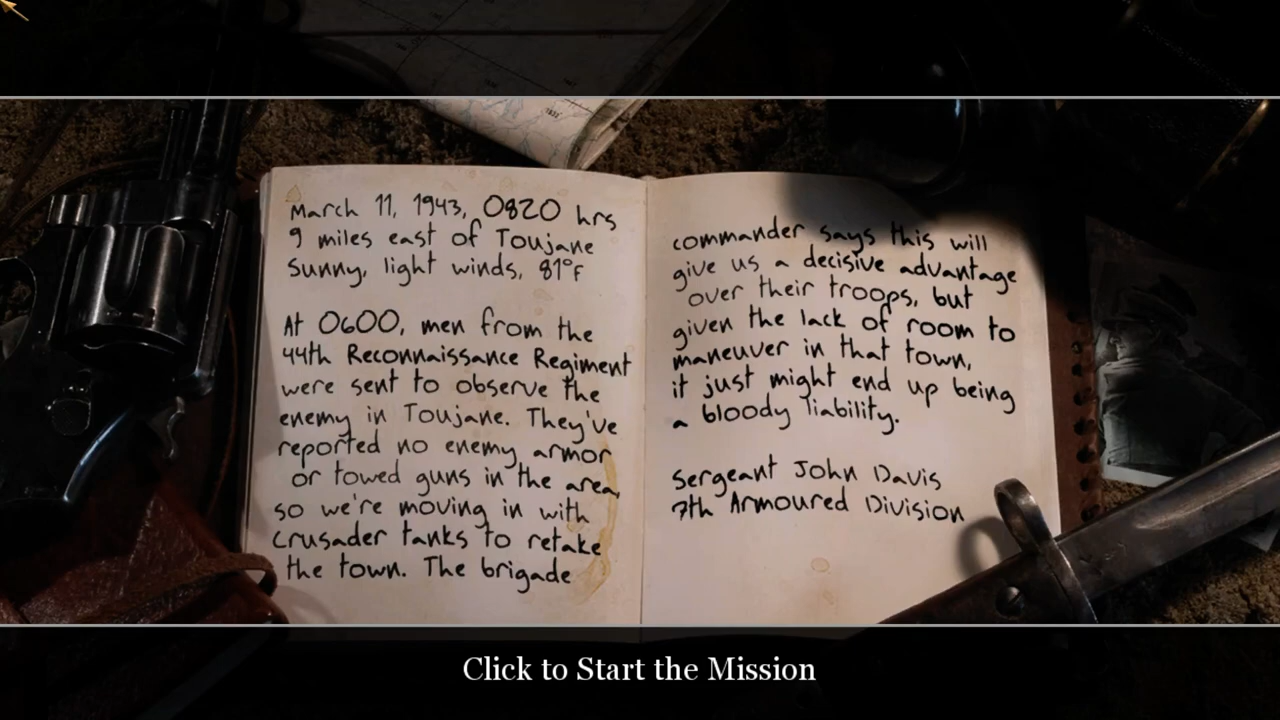 March 11, 1943, 0820 hrs
9 miles east of Toujane
Sunny, light winds, 81°F
At 0600, men from the
44th Reconnaissance Regiment
were sent to observe the
enemy in Toujane. They've
reported no enemy armor
or towed guns in the area,
so we're moving in with
Crusader tanks to retake
the town. The brigade
commander says this will
give us a decisive advantage
over their troops, but
given the lack of room to
maneuver in that town,
it just might end up being
a bloody liability.
Sergeant John Davis
7th Armoured Division
Click to Start the Mission